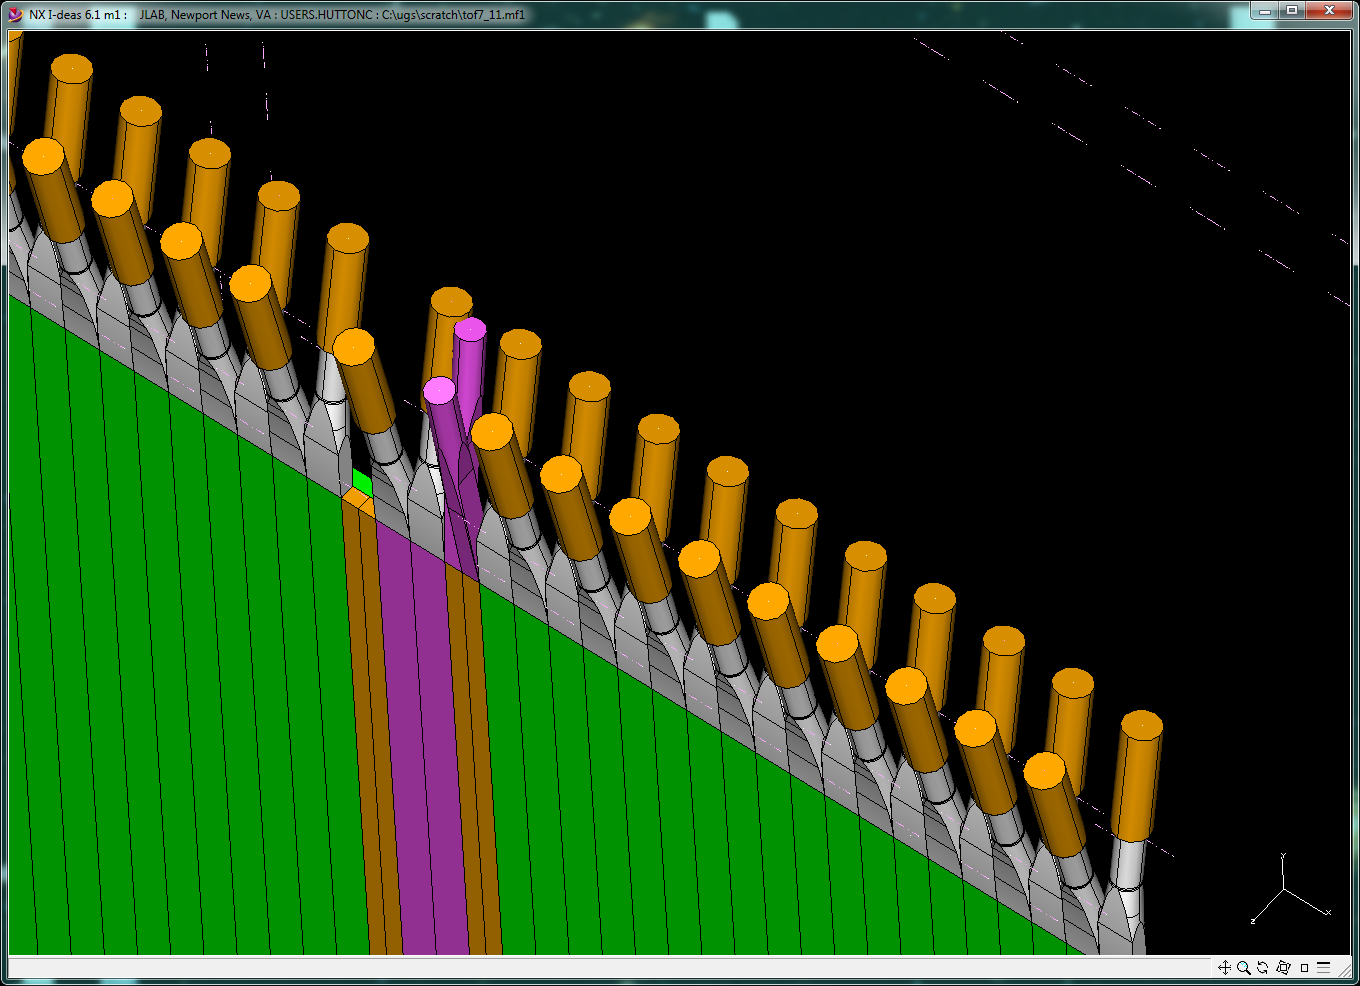 NX I-deas 6.1 m1 :    JLAB, Newport News, VA : USERS.HUTTONC : C:\ugs\scratch\tof7_11.mf1
Y
X
Z